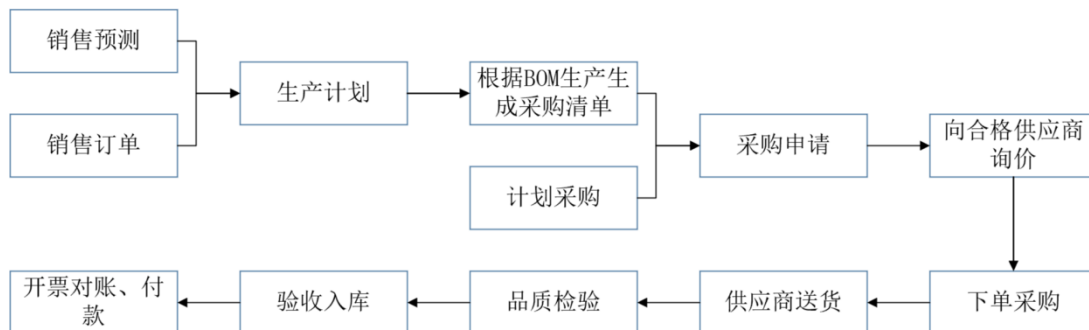 销售预测
销售订单
生产计划
根据BOM生产生
成采购清单
计划采购
采购申请
向合格供应商
询价
下单采购
供应商送货
品质检验
验收入库
开票对账、付
款